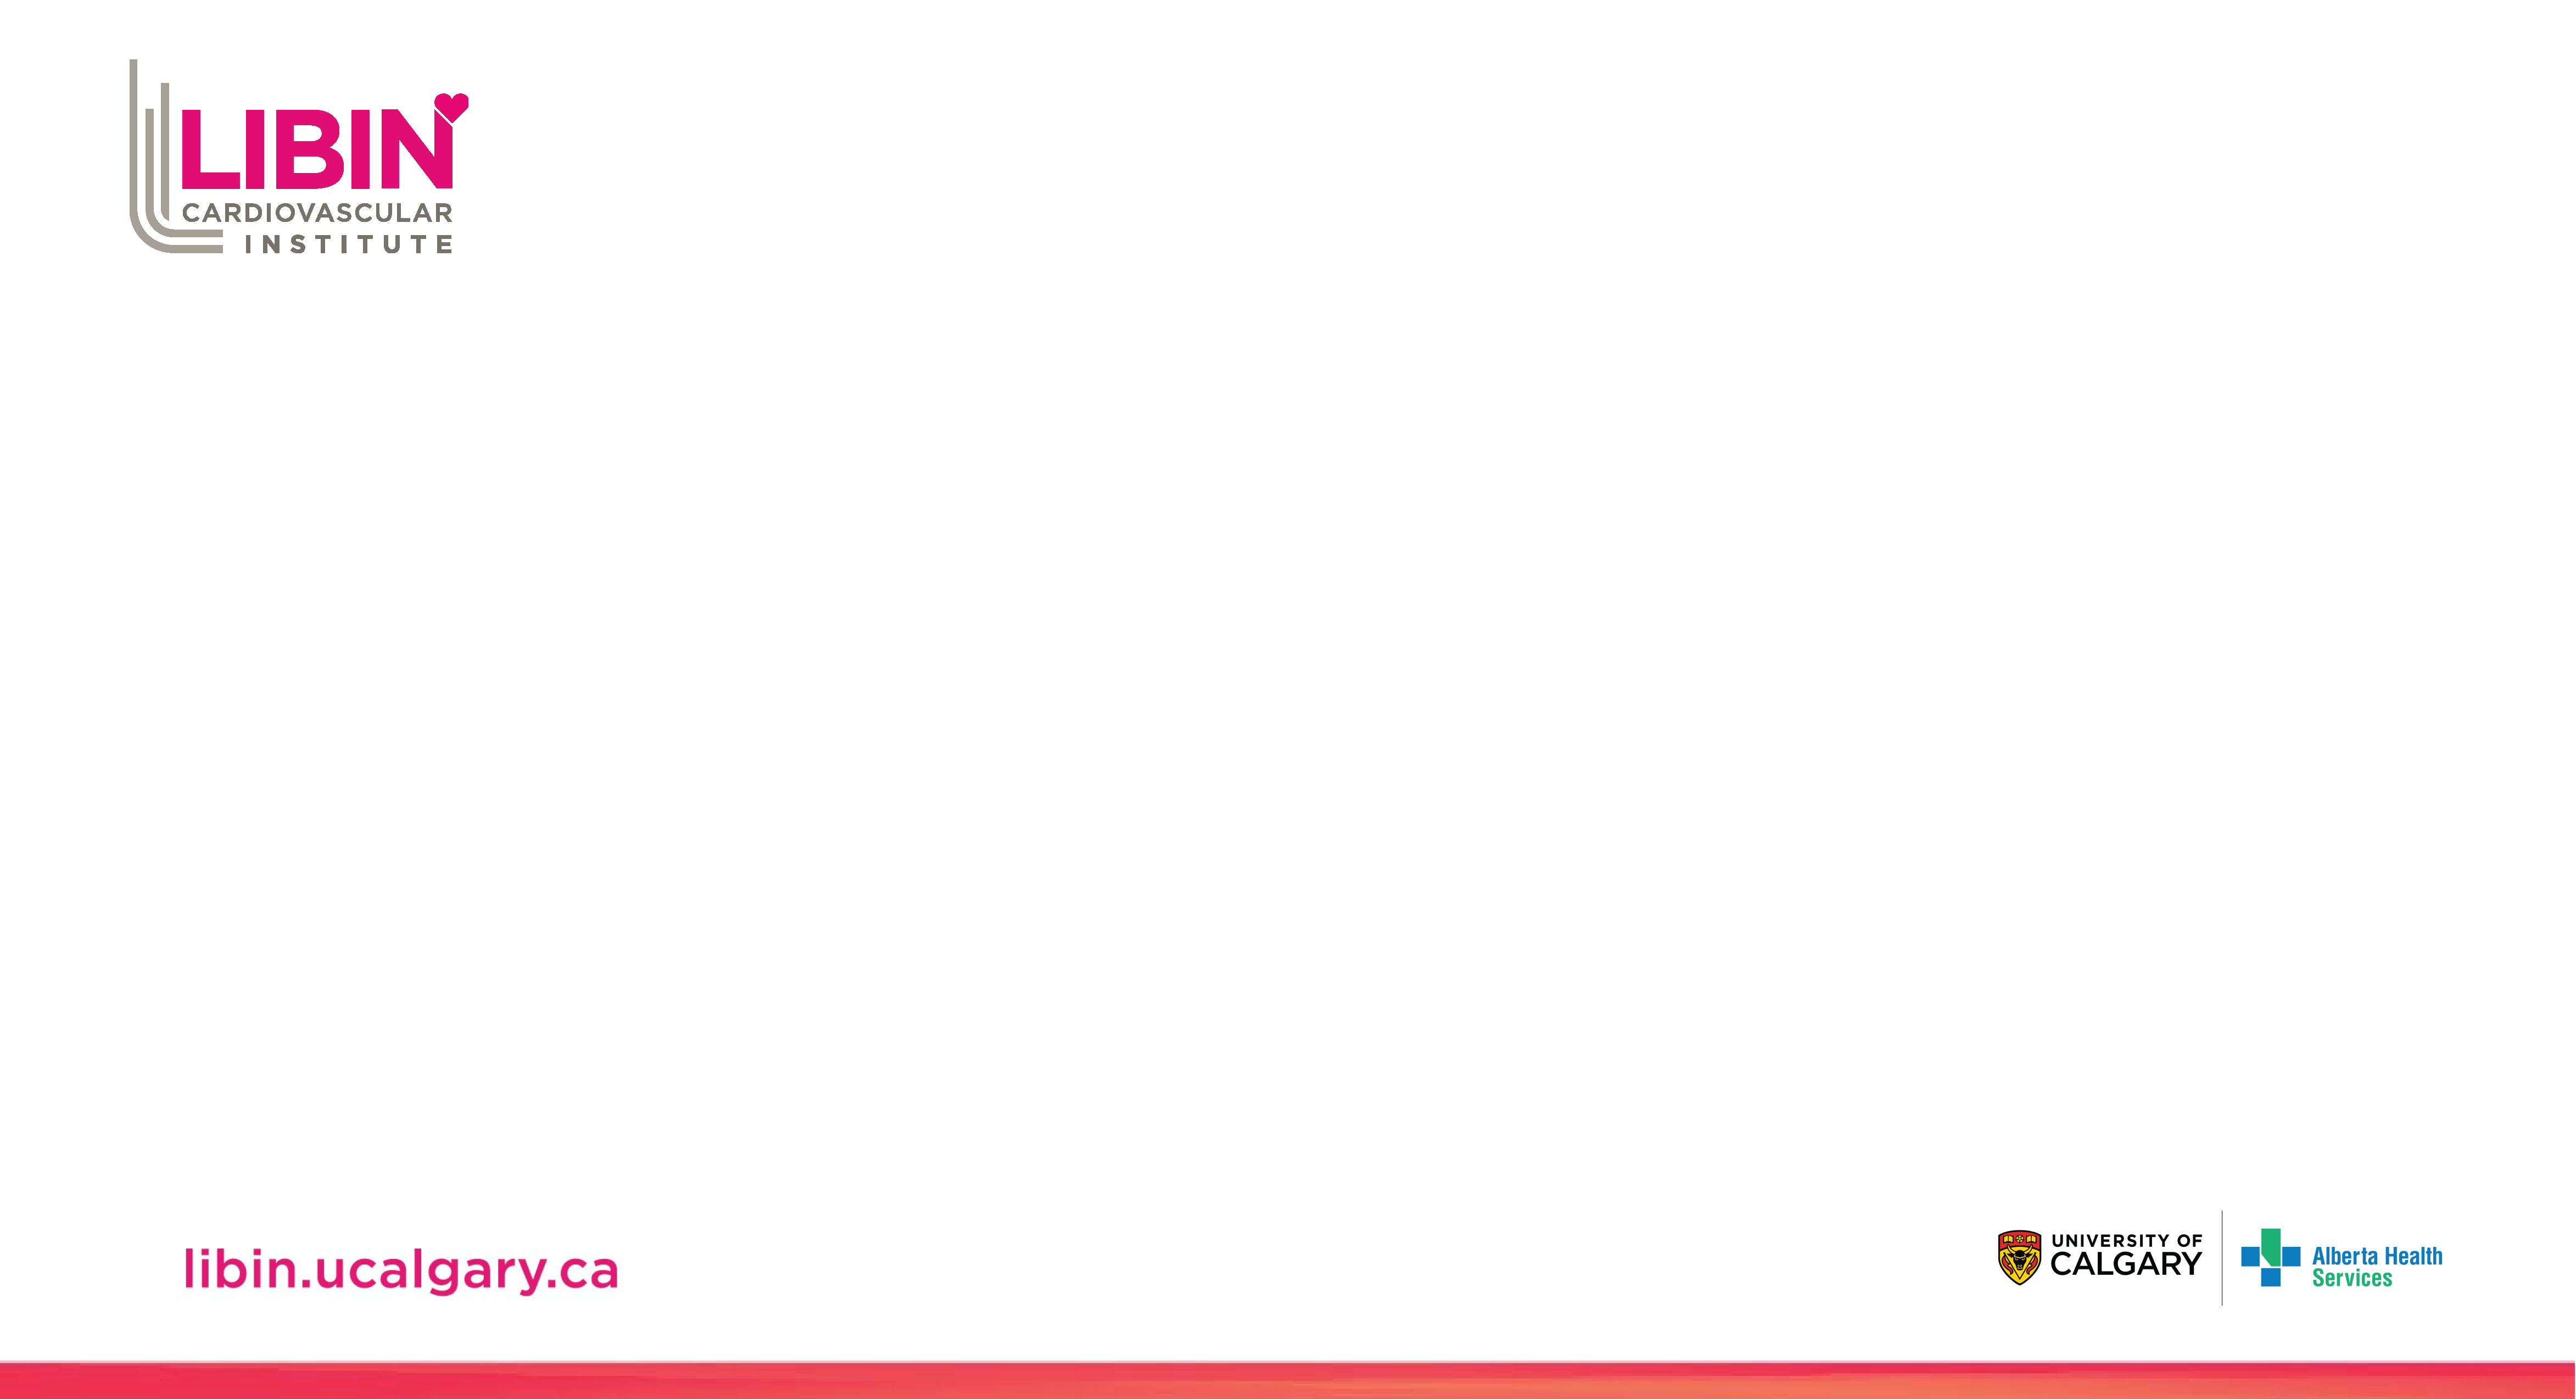 LIBIN
CARDIOVASCULAR
INSTITUTE
libin.ucalgary.ca
UNIVERSITY OF
CALGARY
Alberta Health
Services